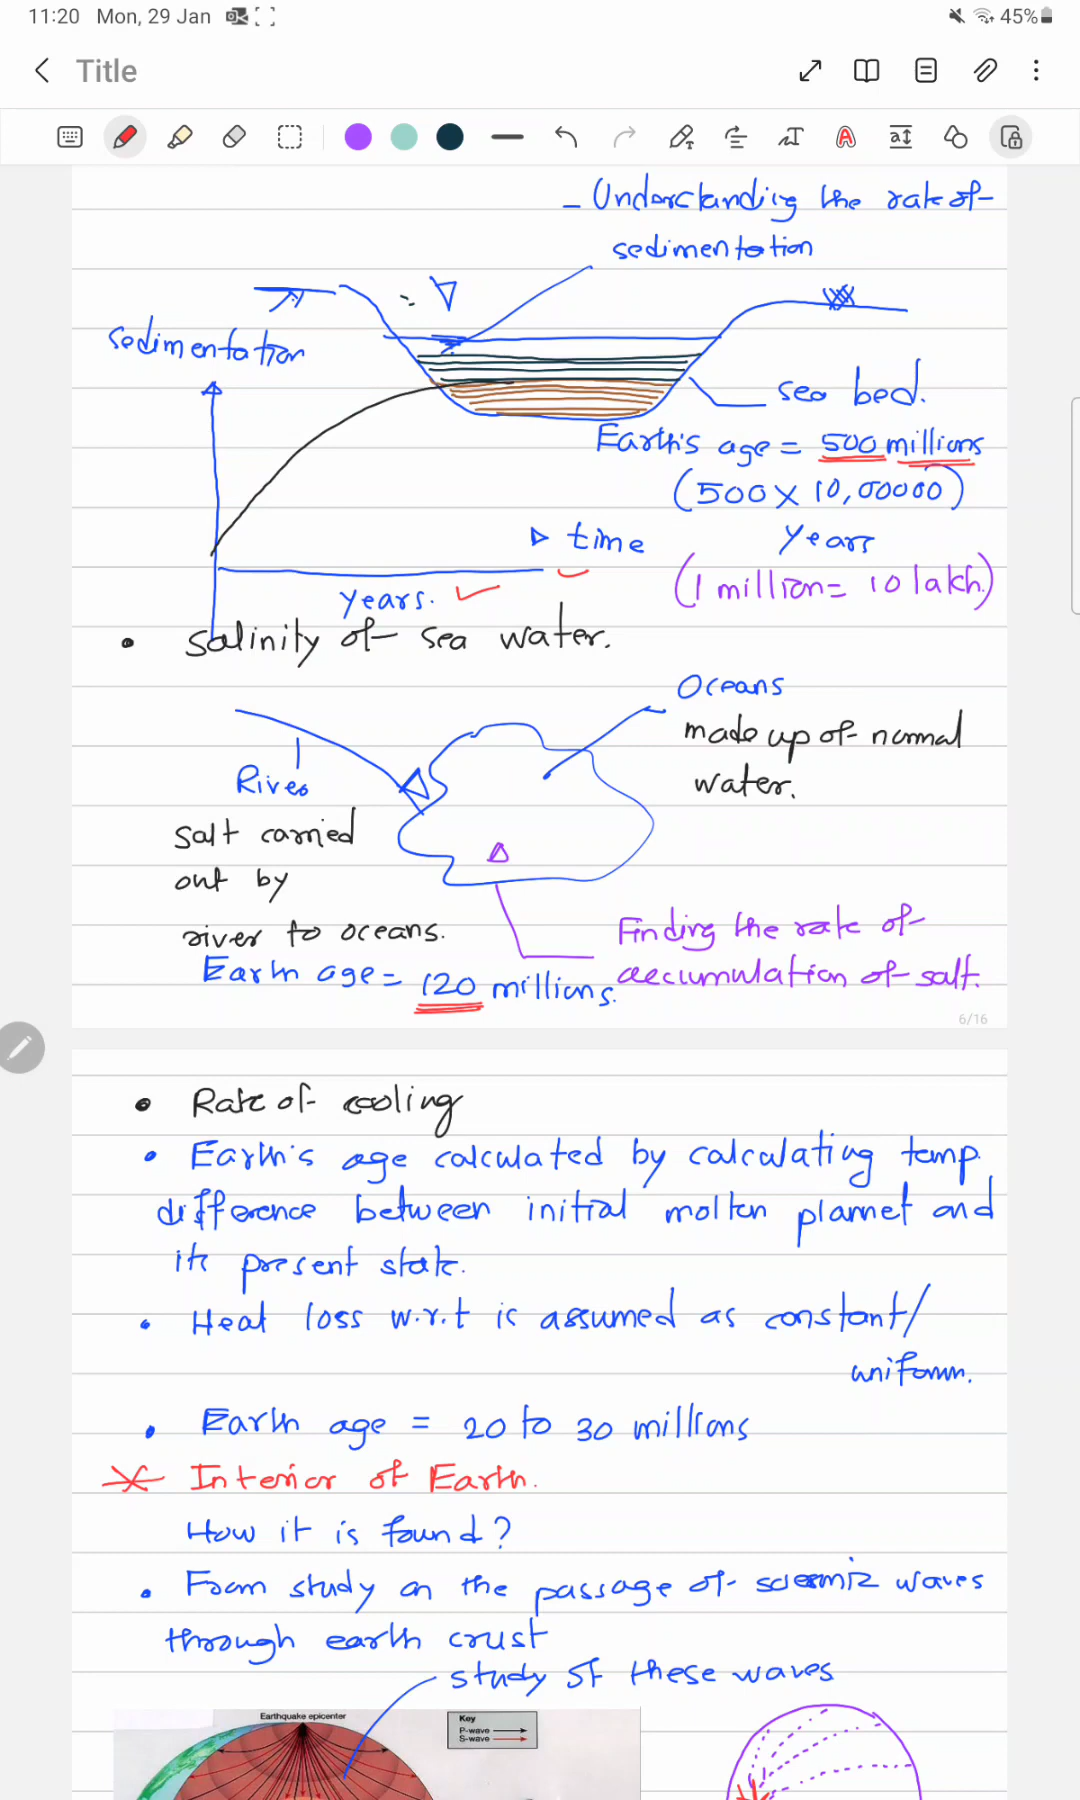 11:20 Mon, 29 Jan
45%
Title
- Understanding the rate of
sedimentation
sedimentation
sea bed.
Earth's age = 500 millions
(500 x 10,00000)
years
time
(1 million = 10 lakh)
years.
• Salinity of sea water.
Oceans
made up of normal
water.
River
salt carried
out by
river to oceans.
Finding the rate of
accumulation of salt.
Earth age = 120 millions.
6/16
• Rate of cooling
• Earth's age calculated by calculating temp.
difference between initial molten plannet and
its present state.
• Heat loss w.r.t is assumed as constant/
uniform.
• Earth age = 20 to 30 millions
Interior of Earth.
How it is found?
• From study on the passage of waves
through earth crust
study of these waves
Earthquake epicenter
Key
P-wave
S-wave